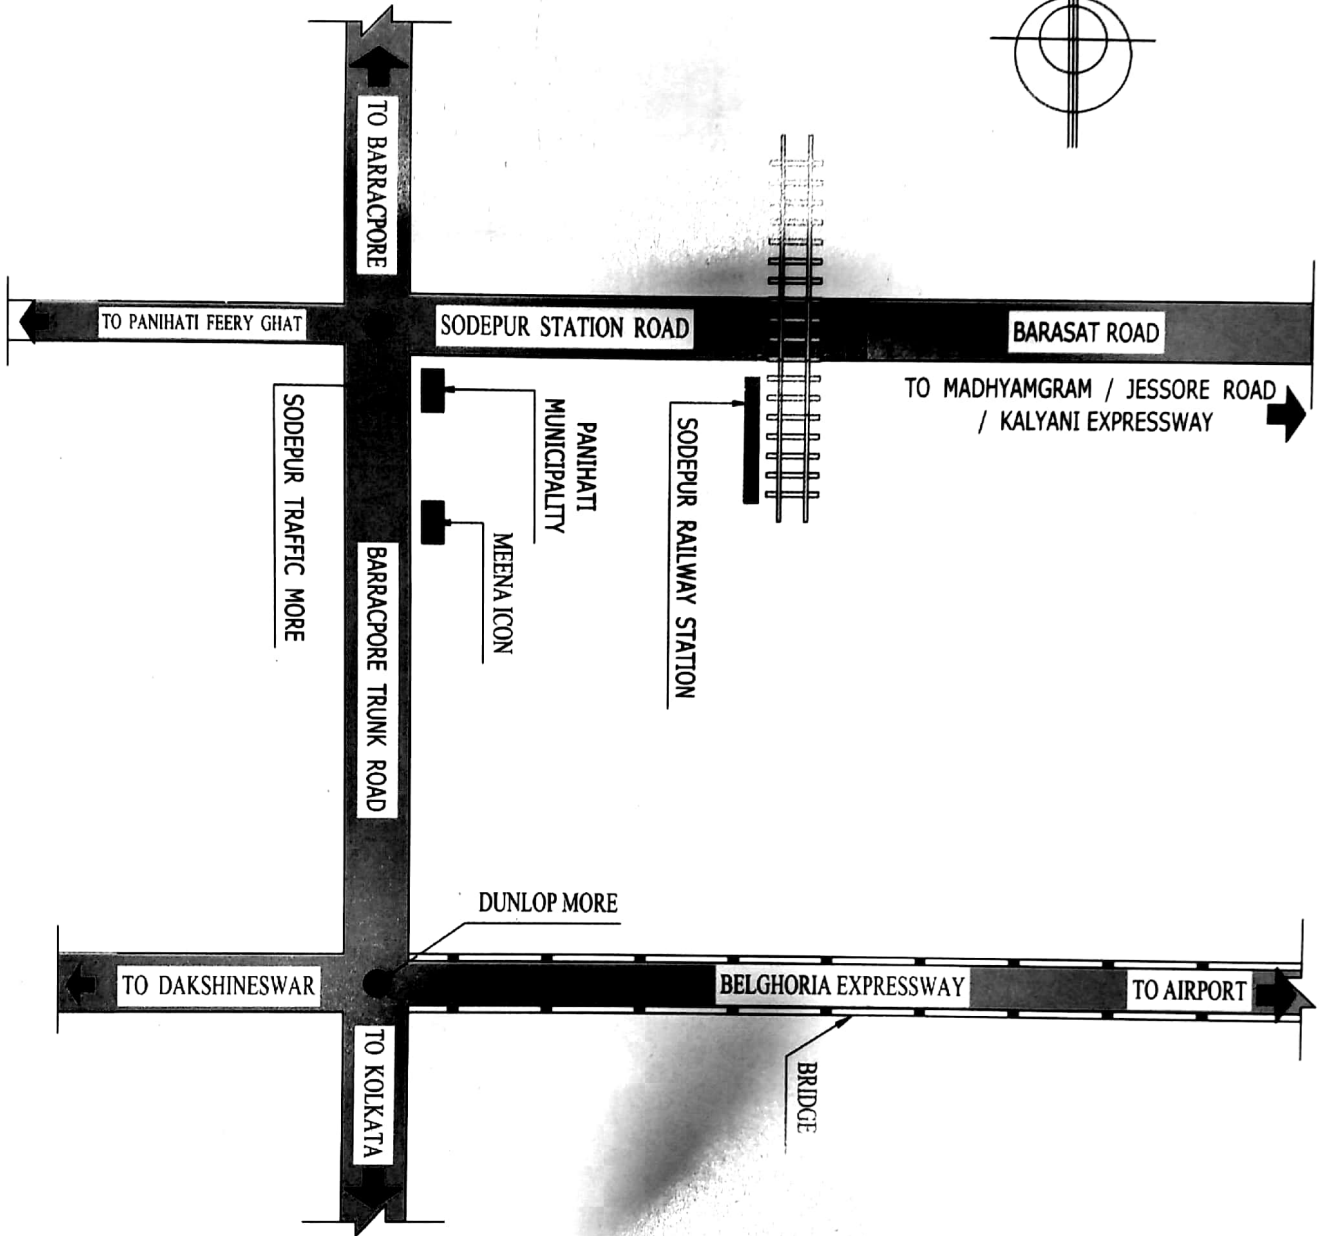 TO BARRACPORE
TO PANIHATI FEERY GHAT
SODEPUR STATION ROAD
BARASAT ROAD
TO MADHYAMGRAM / JESSORE ROAD
/ KALYANI EXPRESSWAY
SODEPUR TRAFFIC MORE
PANIHATI
MUNICIPALITY
MEENA ICON
SODEPUR RAILWAY STATION
BARRACPORE TRUNK ROAD
DUNLOP MORE
TO DAKSHINESWAR
BELGHORIA EXPRESSWAY
TO AIRPORT
TO KOLKATA
BRIDGE